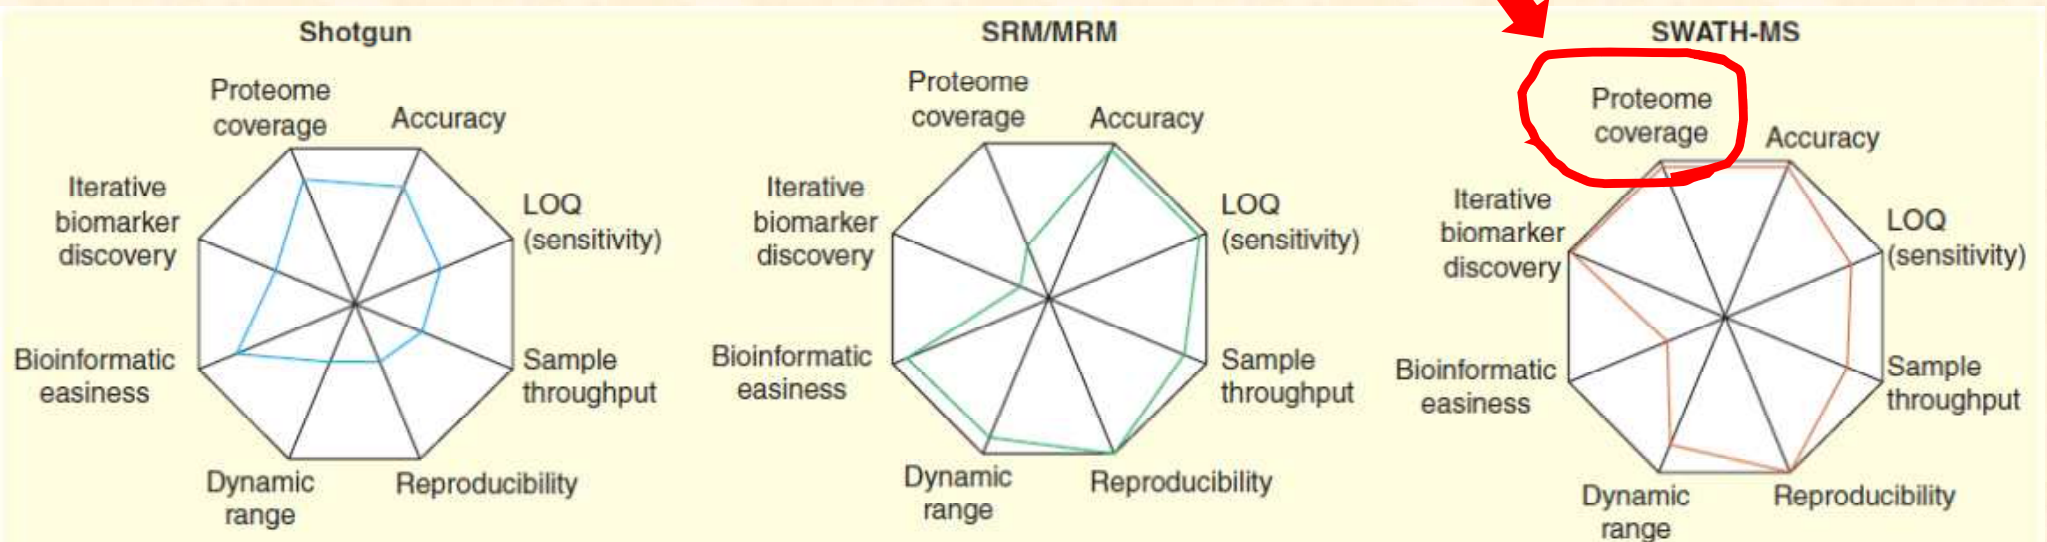 Shotgun
Proteome
coverage
Accuracy
Iterative
biomarker
discovery
LOQ
(sensitivity)
Bioinformatic
easiness
Sample
throughput
Dynamic
range
Reproducibility
SRM/MRM
Proteome
coverage
Accuracy
Iterative
biomarker
discovery
LOQ
(sensitivity)
Bioinformatic
easiness
Sample
throughput
Dynamic
range
Reproducibility
SWATH-MS
Proteome
coverage
Accuracy
Iterative
biomarker
discovery
LOQ
(sensitivity)
Bioinformatic
easiness
Sample
throughput
Dynamic
range
Reproducibility